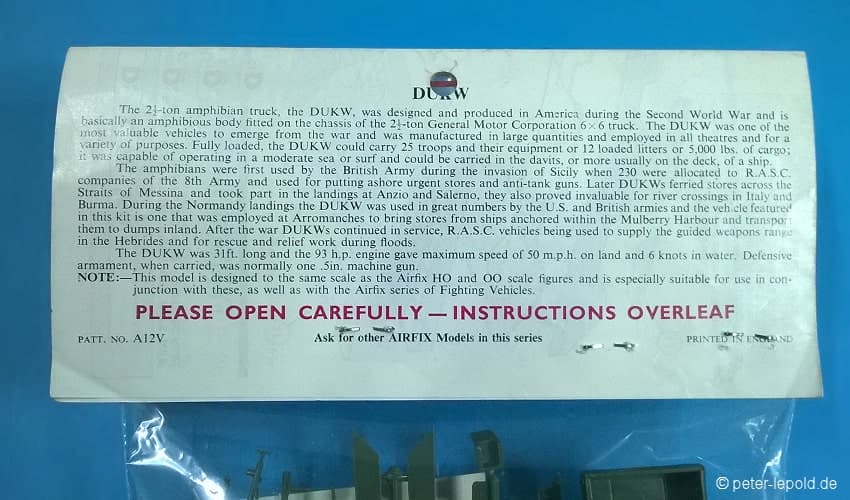 DUKW
The 2½-ton amphibian truck, the DUKW, was designed and produced in America during the Second World War and is
basically an amphibious body fitted on the chassis of the 2½-ton General Motor Corporation 6×6 truck. The DUKW was one of the
most valuable vehicles to emerge from the war and was manufactured in large quantities and employed in all theatres and for a
variety of purposes. Fully loaded, the DUKW could carry 25 troops and their equipment or 12 loaded litters or 5,000 lbs. of cargo;
it was capable of operating in a moderate sea or surf and could be carried in the davits, or more usually on the deck, of a ship.
The amphibians were first used by the British Army during the invasion of Sicily when 230 were allocated to R.A.S.C.
companies of the 8th Army and used for putting ashore urgent stores and anti-tank guns. Later DUKWs ferried stores across the
Straits of Messina and took part in the landings at Anzio and Salerno, they also proved invaluable for river crossings in Italy and
Burma. During the Normandy landings the DUKW was used in great numbers by the U.S. and British armies and the vehicle featured
in this kit is one that was employed at Arromanches to bring stores from ships anchored within the Mulberry Harbour and transport
them to dumps inland. After the war DUKWs continued in service, R.A.S.C. vehicles being used to supply the guided weapons range
in the Hebrides and for rescue and relief work during floods.
The DUKW was 31ft. long and the 93 h.p. engine gave maximum speed of 50 m.p.h. on land and 6 knots in water. Defensive
armament, when carried, was normally one .5in. machine gun.
NOTE:—This model is designed to the same scale as the Airfix HO and OO scale figures and is especially suitable for use in con-
junction with these, as well as with the Airfix series of Fighting Vehicles.
PLEASE OPEN CAREFULLY — INSTRUCTIONS OVERLEAF
PATT. NO. A12V Ask for other AIRFIX Models in this series PRINTED IN ENGLAND
© peter-lepold.de